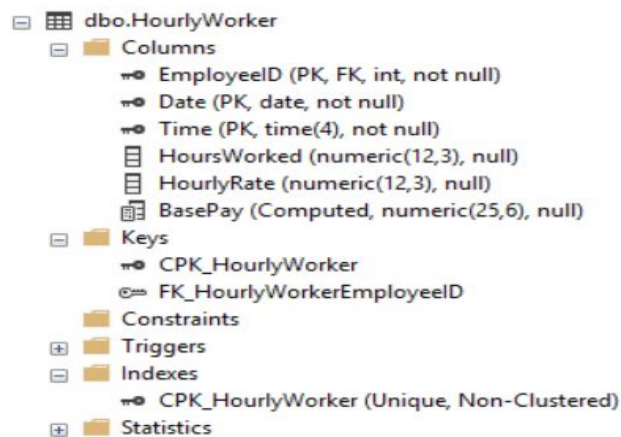 dbo.HourlyWorker
Columns
EmployeeID (PK, FK, int, not null)
Date (PK, date, not null)
Time (PK, time(4), not null)
HoursWorked (numeric(12,3), null)
HourlyRate (numeric(12,3), null)
BasePay (Computed, numeric(25,6), null)
Keys
CPK_HourlyWorker
FK_HourlyWorkerEmployeeID
Constraints
Triggers
Indexes
CPK_HourlyWorker (Unique, Non-Clustered)
Statistics